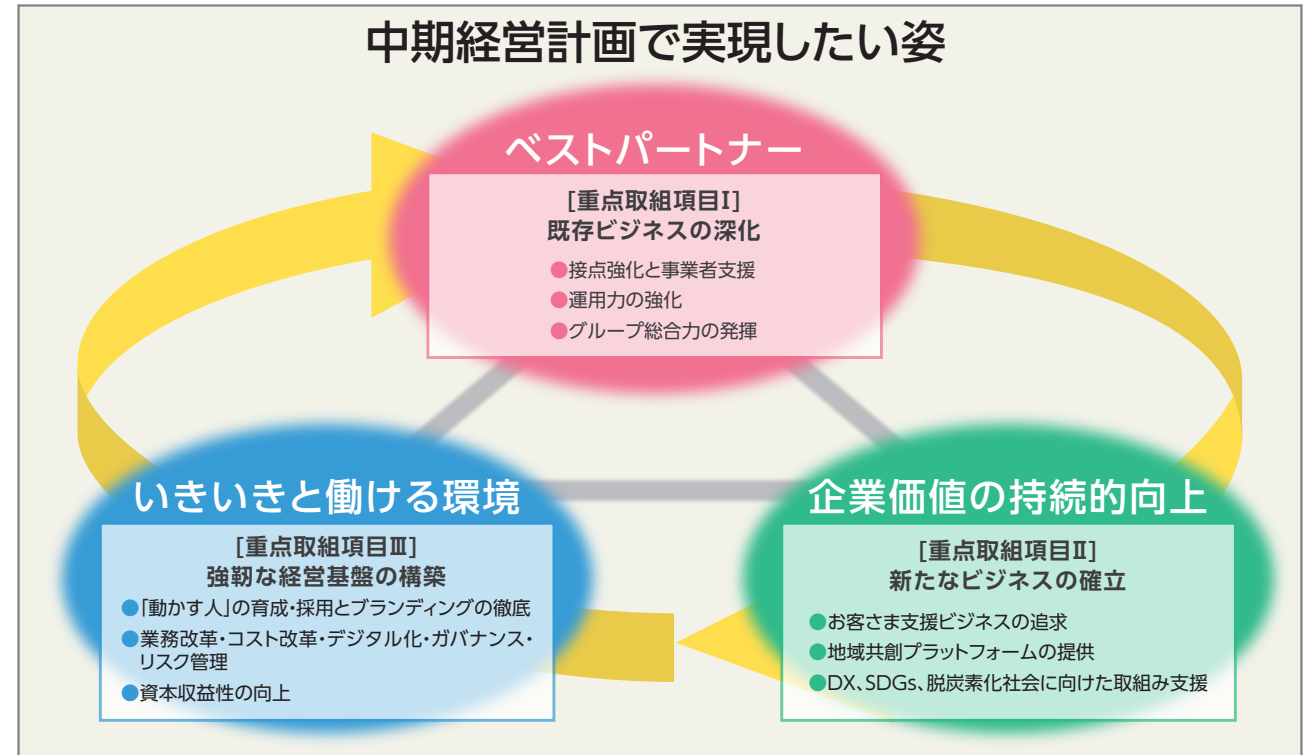 中期経営計画で実現したい姿
ベストパートナー
[重点取組項目Ⅰ]
既存ビジネスの深化
●接点強化と事業者支援
●運用力の強化
●グループ総合力の発揮
いきいきと働ける環境
[重点取組項目Ⅲ]
強靭な経営基盤の構築
●「動かす人」の育成・採用とブランディングの徹底
●業務改革・コスト改革・デジタル化・ガバナンス・
リスク管理
●資本収益性の向上
企業価値の持続的向上
[重点取組項目Ⅱ]
新たなビジネスの確立
●お客さま支援ビジネスの追求
●地域共創プラットフォームの提供
●DX、SDGs、脱炭素化社会に向けた取組み支援